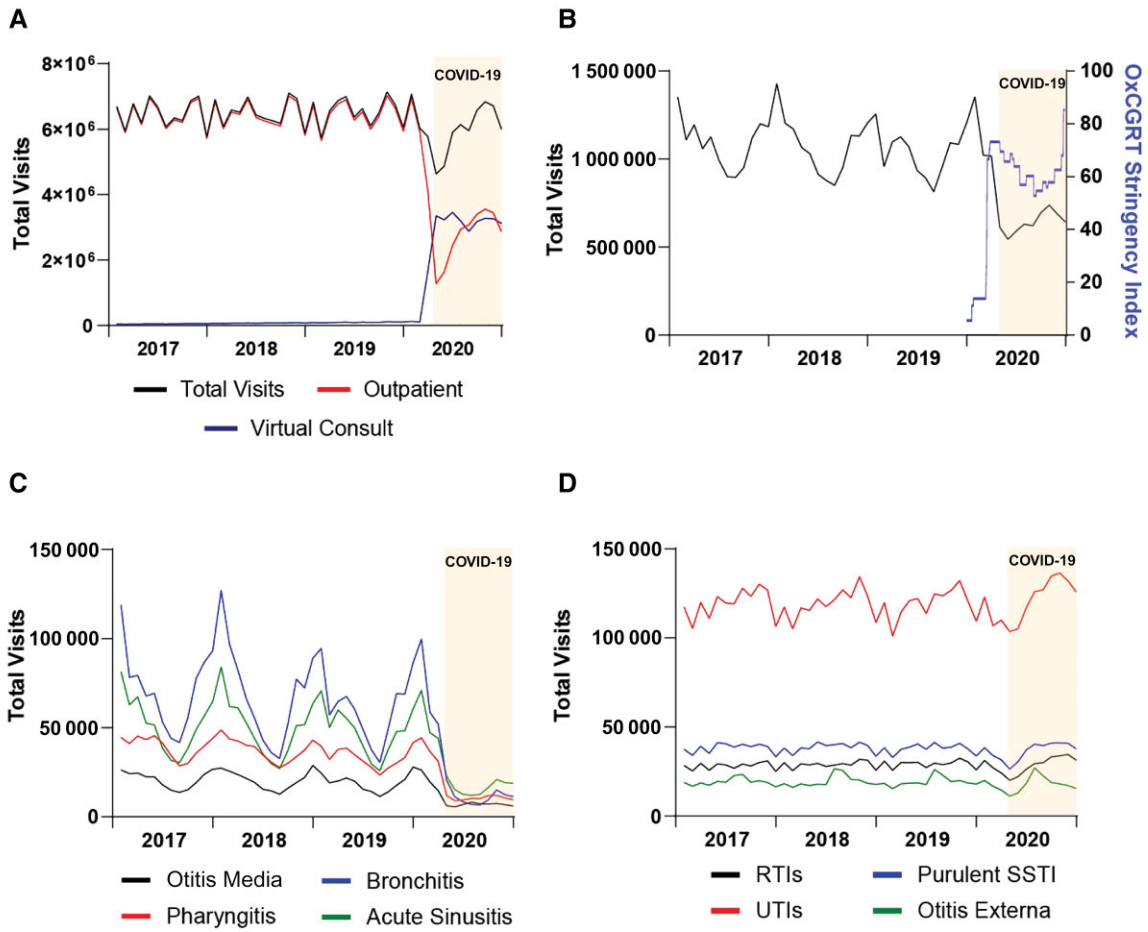 A
8×10⁶
6×10⁶
4×10⁶
2×10⁶
0
Total Visits
COVID-19
2017 2018 2019 2020
Total Visits Outpatient
Virtual Consult
B
1 500 000
1 000 000
500 000
0
Total Visits
COVID-19
100
80
60
40
20
0
OxCGRT Stringency Index
2017 2018 2019 2020
C
150 000
100 000
50 000
0
Total Visits
COVID-19
2017 2018 2019 2020
Otitis Media Bronchitis
Pharyngitis Acute Sinusitis
D
150 000
100 000
50 000
0
Total Visits
COVID-19
2017 2018 2019 2020
RTIs Purulent SSTI
UTIs Otitis Externa